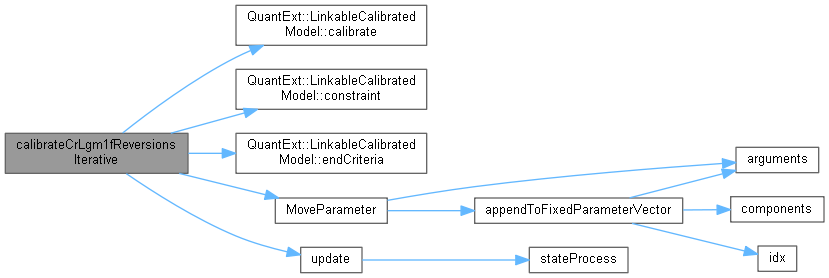 calibrateCrLgm1fReversions
Iterative
QuantExt::LinkableCalibrated
Model::calibrate
QuantExt::LinkableCalibrated
Model::constraint
QuantExt::LinkableCalibrated
Model::endCriteria
MoveParameter
update
appendToFixedParameterVector
stateProcess
arguments
components
idx